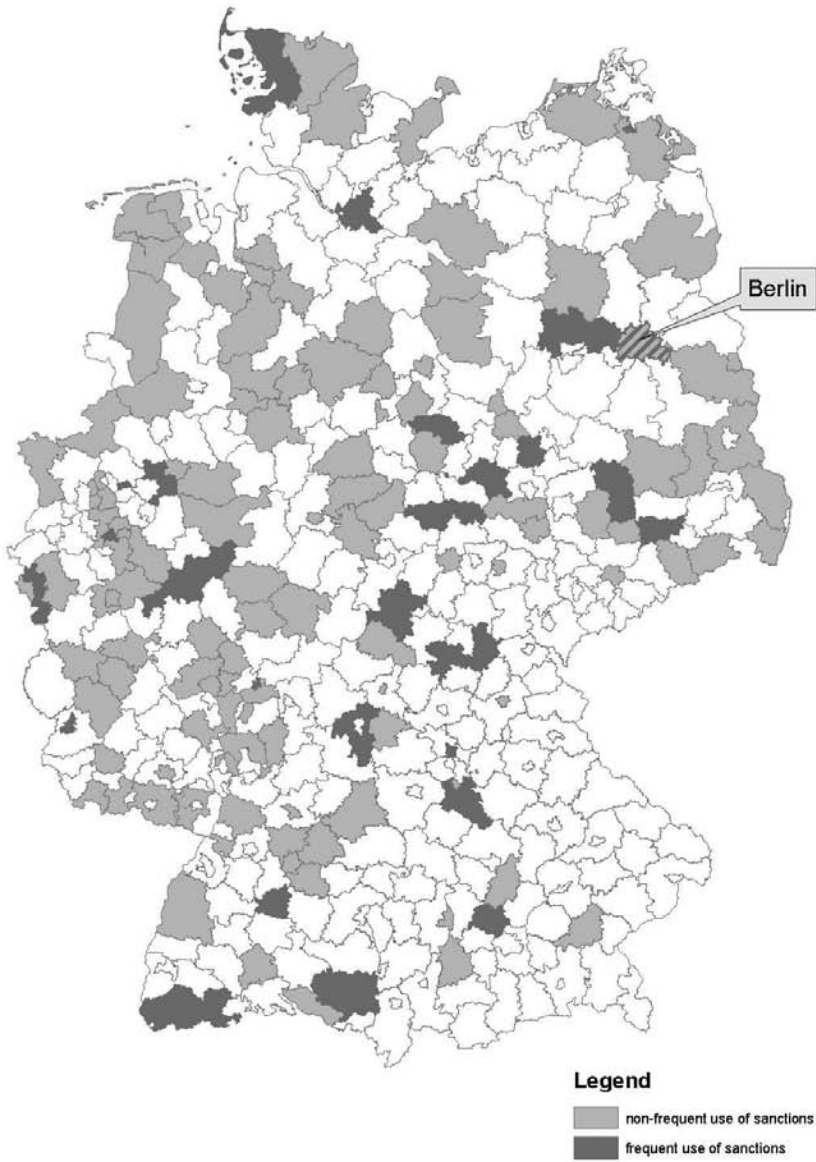 Berlin
Legend
non-frequent use of sanctions
frequent use of sanctions